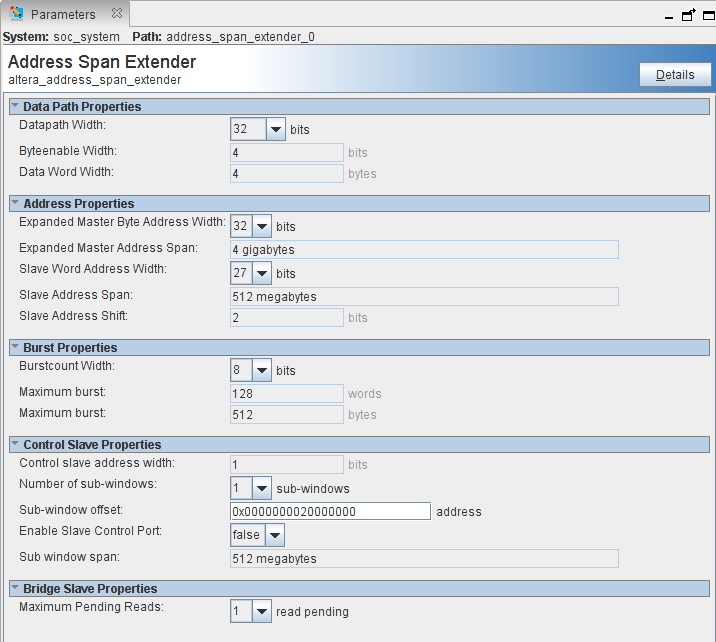 Parameters
System: soc_system Path: address_span_extender_0
Address Span Extender
altera_address_span_extender
Details
Data Path Properties
Datapath Width: 32 bits
Byteenable Width: 4 bits
Data Word Width: 4 bytes
Address Properties
Expanded Master Byte Address Width: 32 bits
Expanded Master Address Span: 4 gigabytes
Slave Word Address Width: 27 bits
Slave Address Span: 512 megabytes
Slave Address Shift: 2 bits
Burst Properties
Burstcount Width: 8 bits
Maximum burst: 128 words
Maximum burst: 512 bytes
Control Slave Properties
Control slave address width: 1 bits
Number of sub-windows: 1 sub-windows
Sub-window offset: 0x0000000020000000 address
Enable Slave Control Port: false
Sub window span: 512 megabytes
Bridge Slave Properties
Maximum Pending Reads: 1 read pending